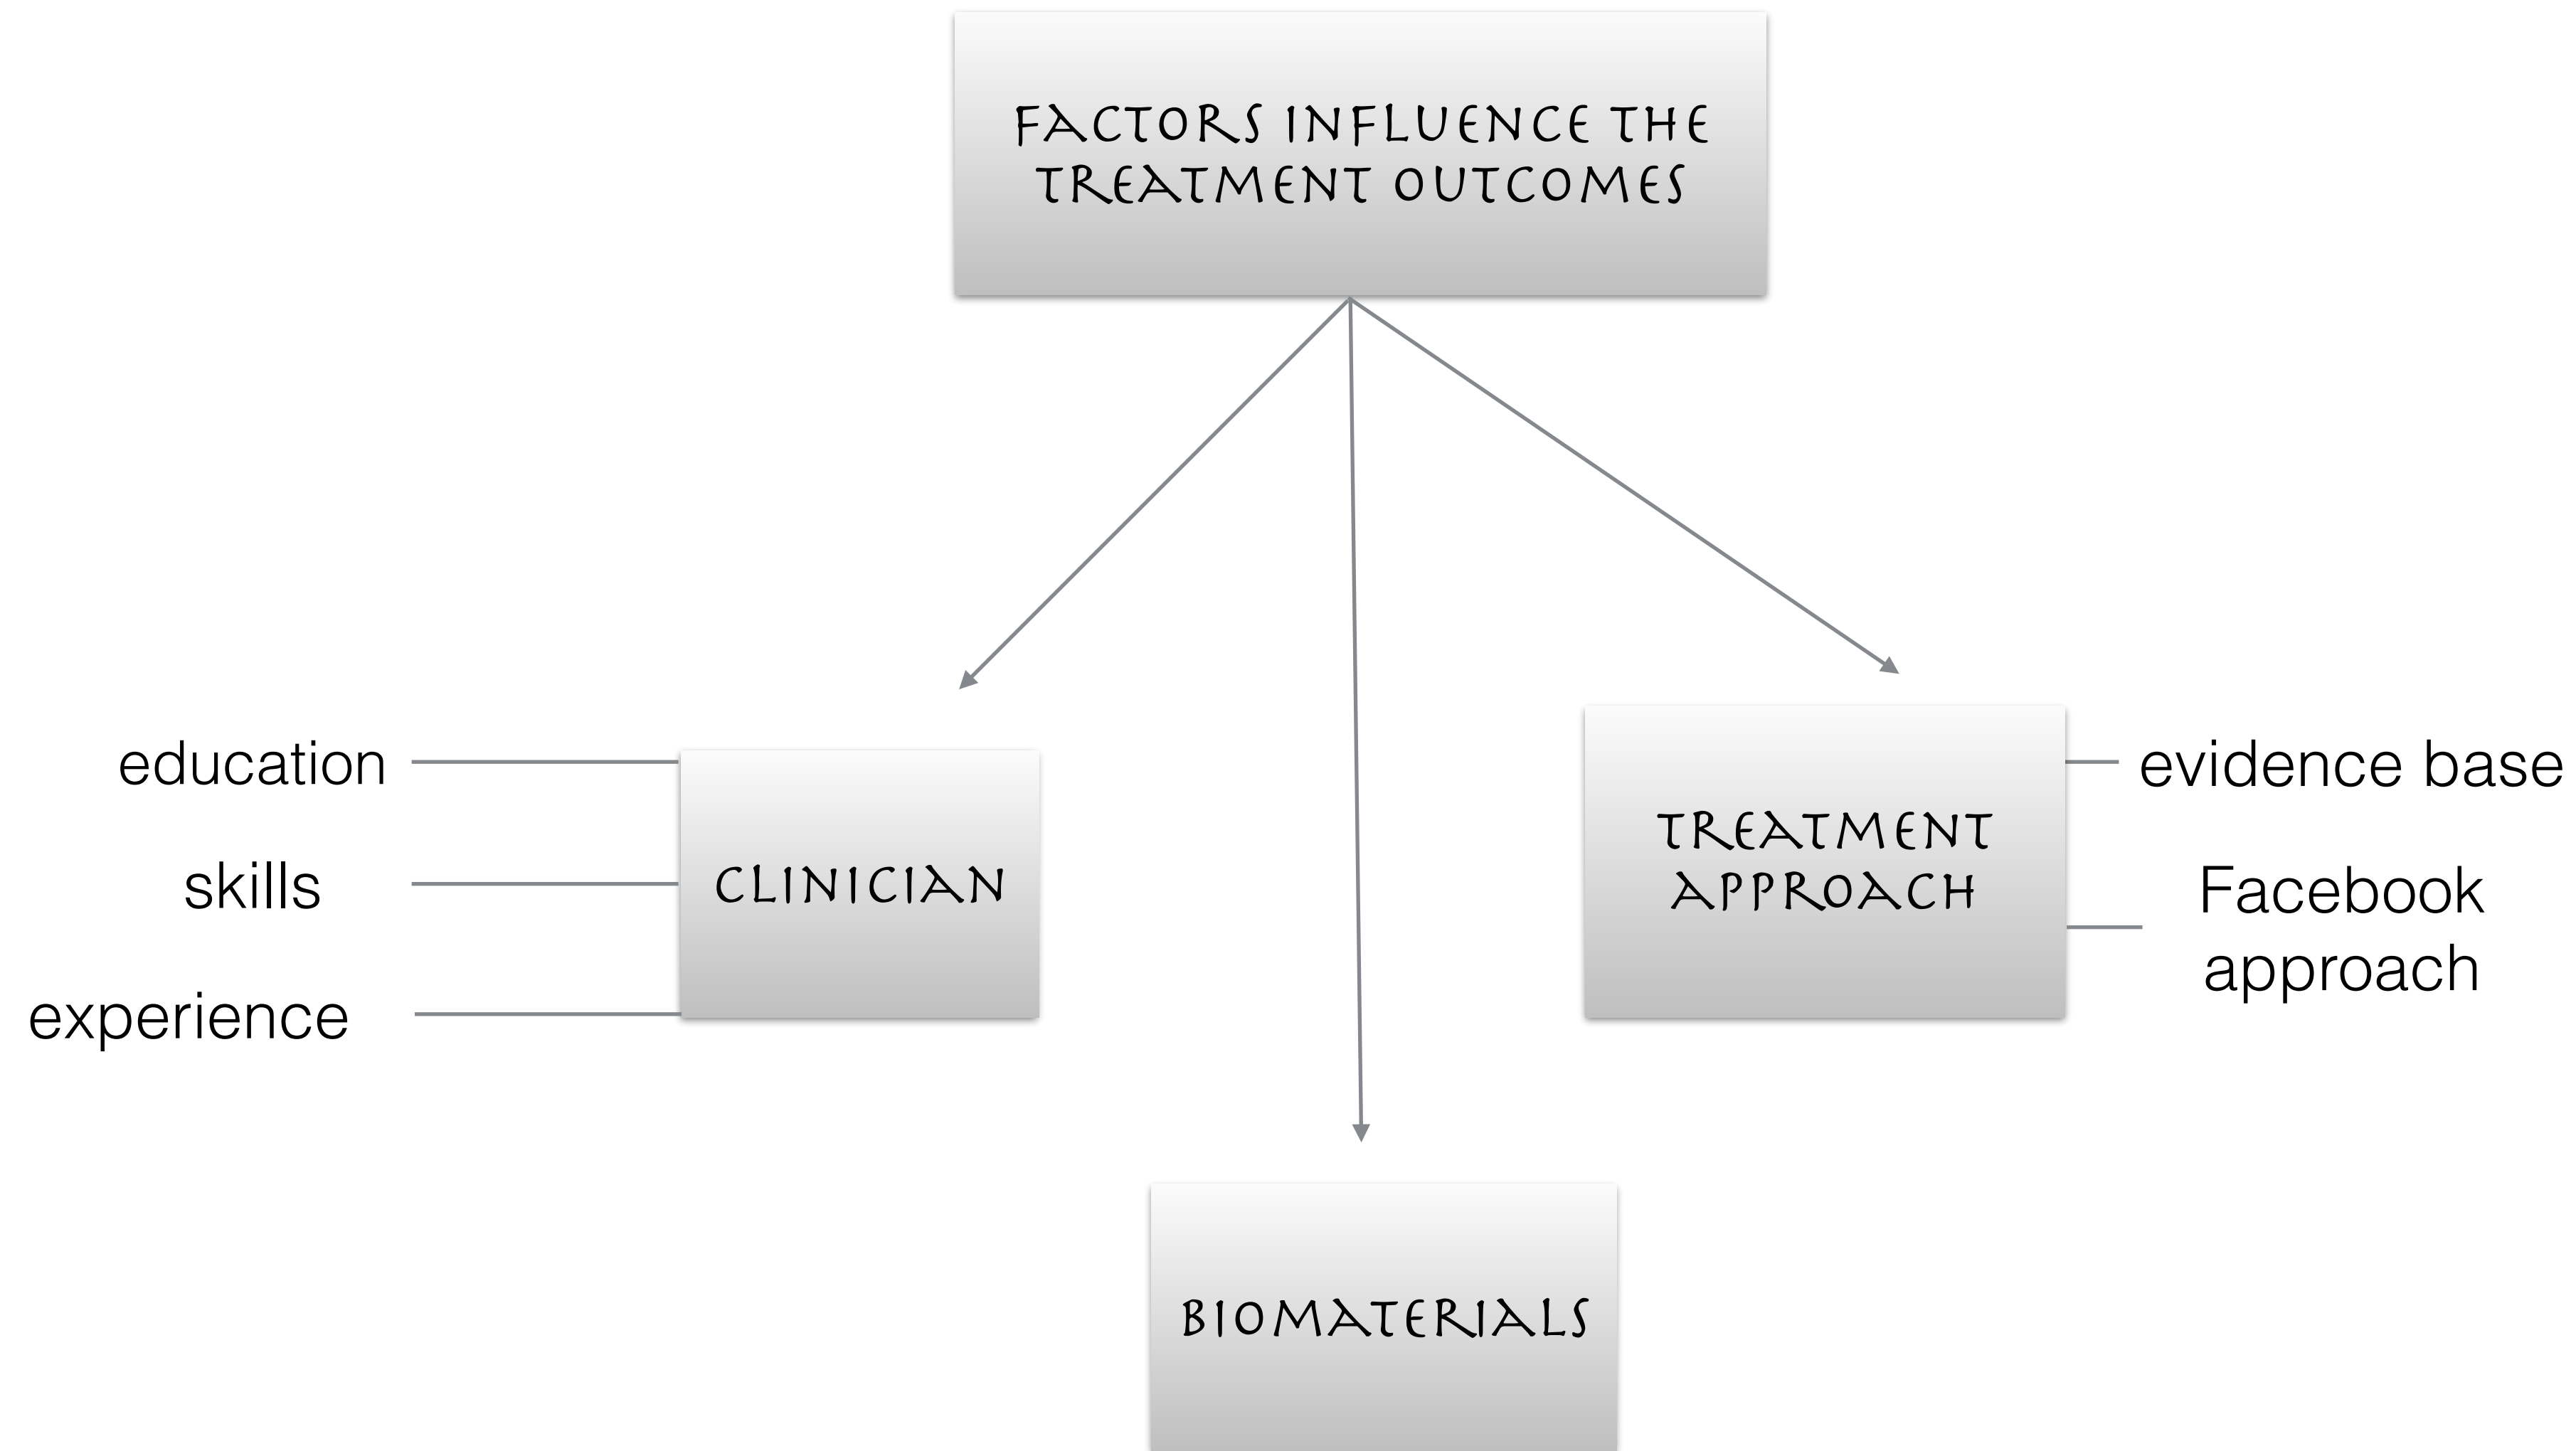 FACTORS INFLUENCE THE
TREATMENT OUTCOMES
education
skills
experience
CLINICIAN
TREATMENT
APPROACH
evidence base
Facebook
approach
BIOMATERIALS